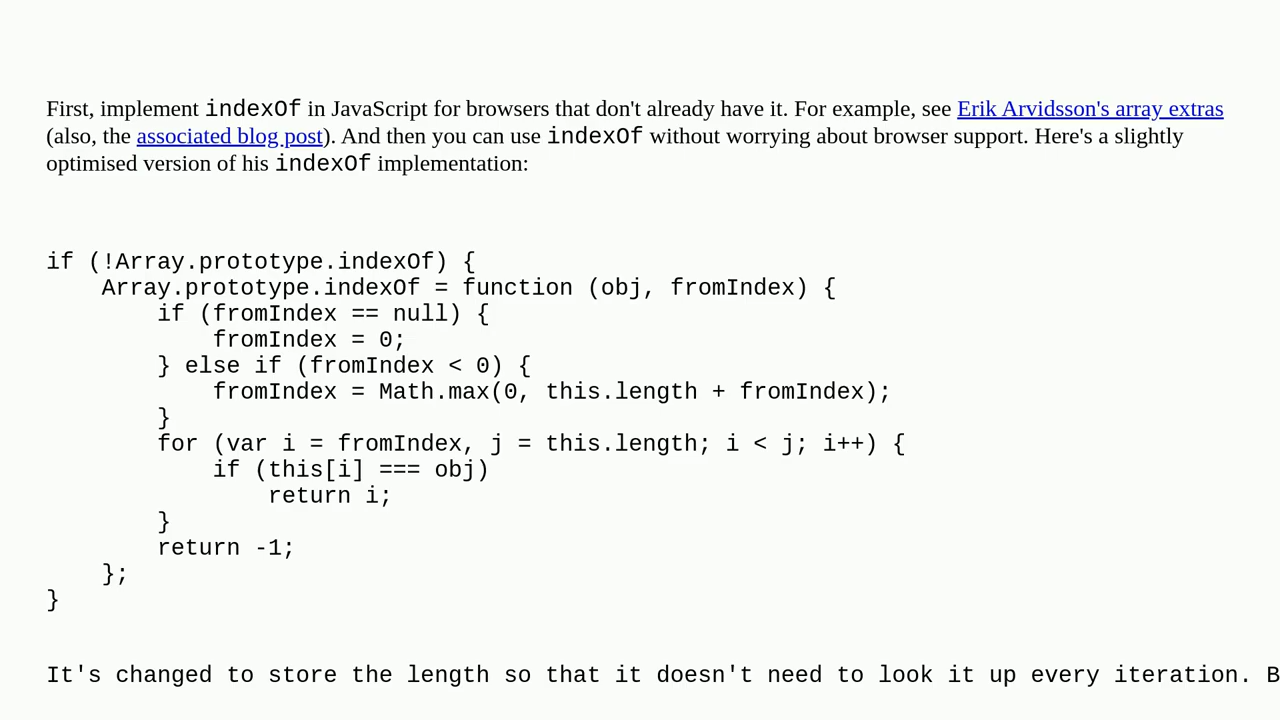 First, implement indexOf in JavaScript for browsers that don't already have it. For example, see Erik Arvidsson's array extras
(also, the associated blog post). And then you can use indexOf without worrying about browser support. Here's a slightly
optimised version of his indexOf implementation:
if (!Array.prototype.indexOf) {
    Array.prototype.indexOf = function (obj, fromIndex) {
        if (fromIndex == null) {
            fromIndex = 0;
        } else if (fromIndex < 0) {
            fromIndex = Math.max(0, this.length + fromIndex);
        }
        for (var i = fromIndex, j = this.length; i < j; i++) {
            if (this[i] === obj)
                return i;
        }
        return -1;
    };
}
It's changed to store the length so that it doesn't need to look it up every iteration.